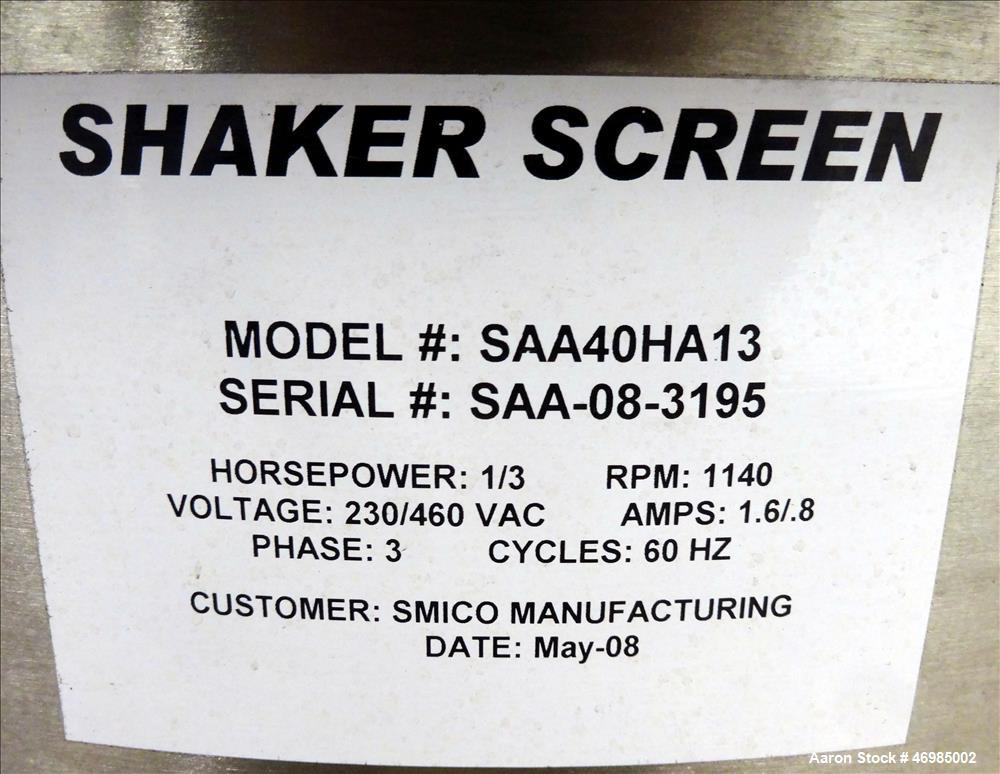 SHAKER SCREEN
MODEL #: SAA40HA13
SERIAL #: SAA-08-3195
HORSEPOWER: 1/3 RPM: 1140
VOLTAGE: 230/460 VAC AMPS: 1.6/.8
PHASE: 3 CYCLES: 60 HZ
CUSTOMER: SMICO MANUFACTURING
DATE: May-08
Aaron Stock # 46985002